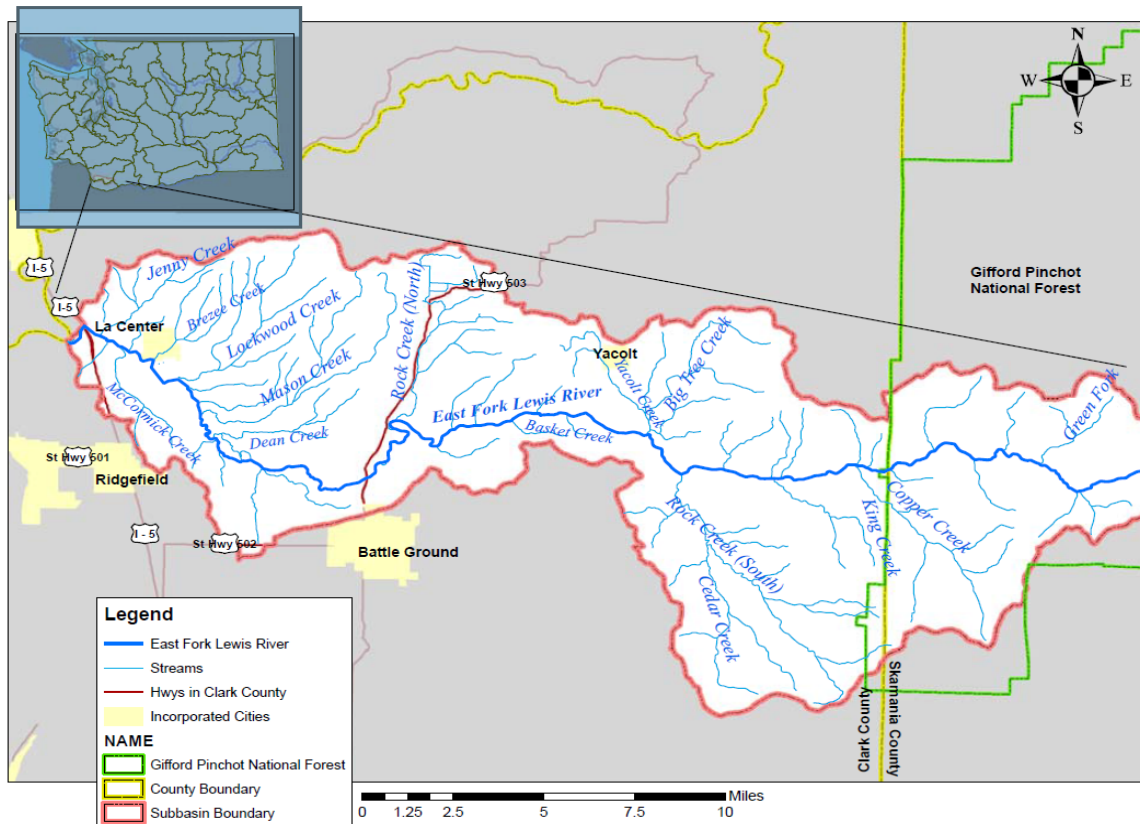 N
W E
S
I-5
I-5
Gifford Pinchot
National Forest
Jenny Creek
St Hwy 503
Brezee Creek
La Center
Lockwood Creek
Rock Creek (North)
Yacolt
Mason Creek
Yacolt Creek
Big Tree Creek
Green Fork
McCormick Creek
East Fork Lewis River
Basket Creek
Dean Creek
St Hwy 501
Ridgefield
Rock Creek (South)
King Creek
Copper Creek
I - 5
St Hwy 502
Battle Ground
Cedar Creek
Clark County
Skamania County
Legend
East Fork Lewis River
Streams
Hwys in Clark County
Incorporated Cities
NAME
Gifford Pinchot National Forest
County Boundary
Subbasin Boundary
Miles
0 1.25 2.5 5 7.5 10